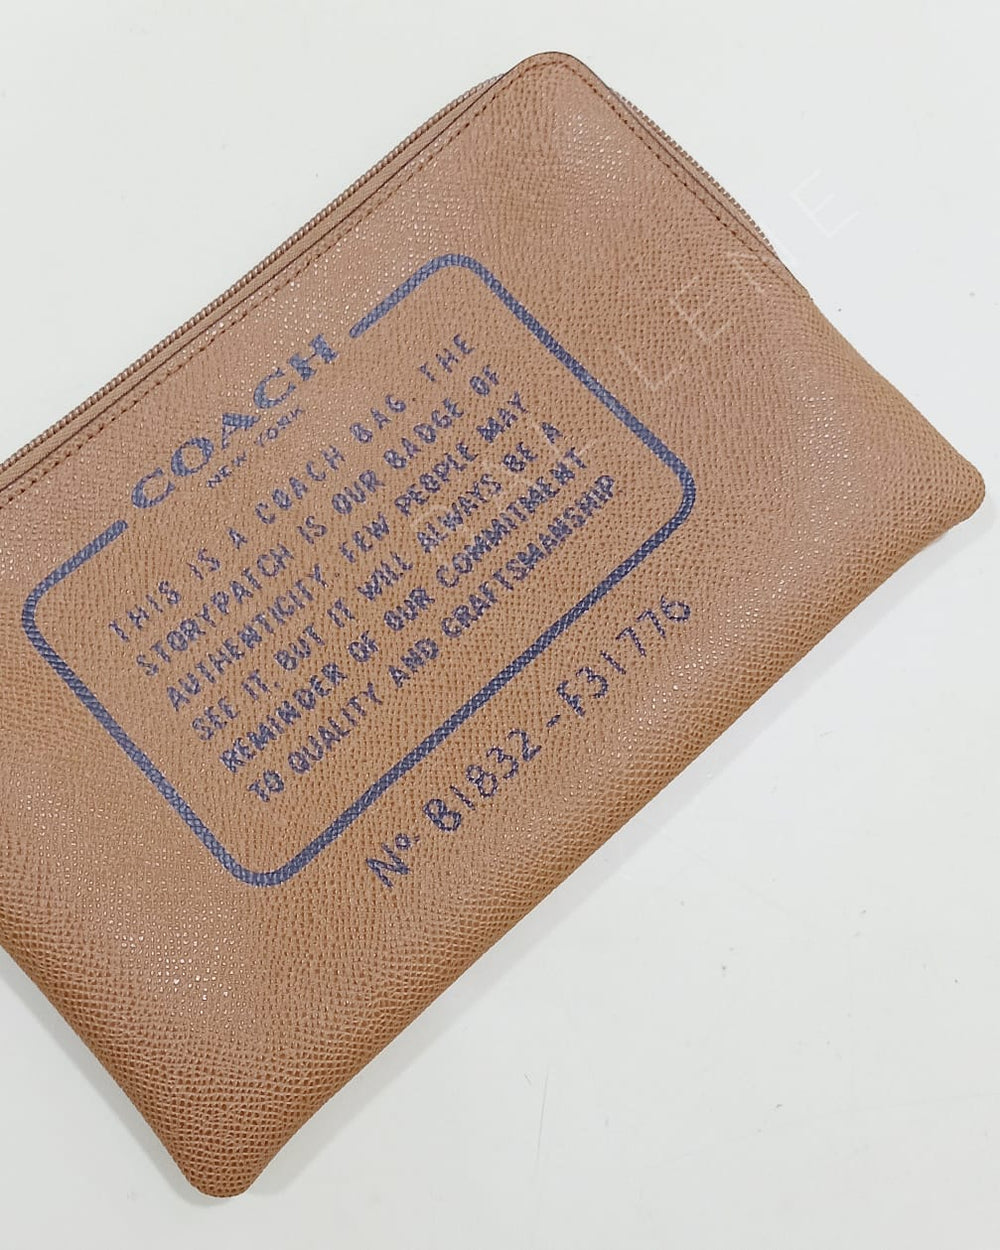 COACH
NEW YORK
THIS IS A COACH BAG. THE
STORYPATCH IS OUR BADGE OF
AUTHENTICITY. FEW PEOPLE MAY
SEE IT, BUT IT WILL ALWAYS BE A
REMINDER OF OUR COMMITMENT
TO QUALITY AND CRAFTSMANSHIP.
No. B1832-F31776